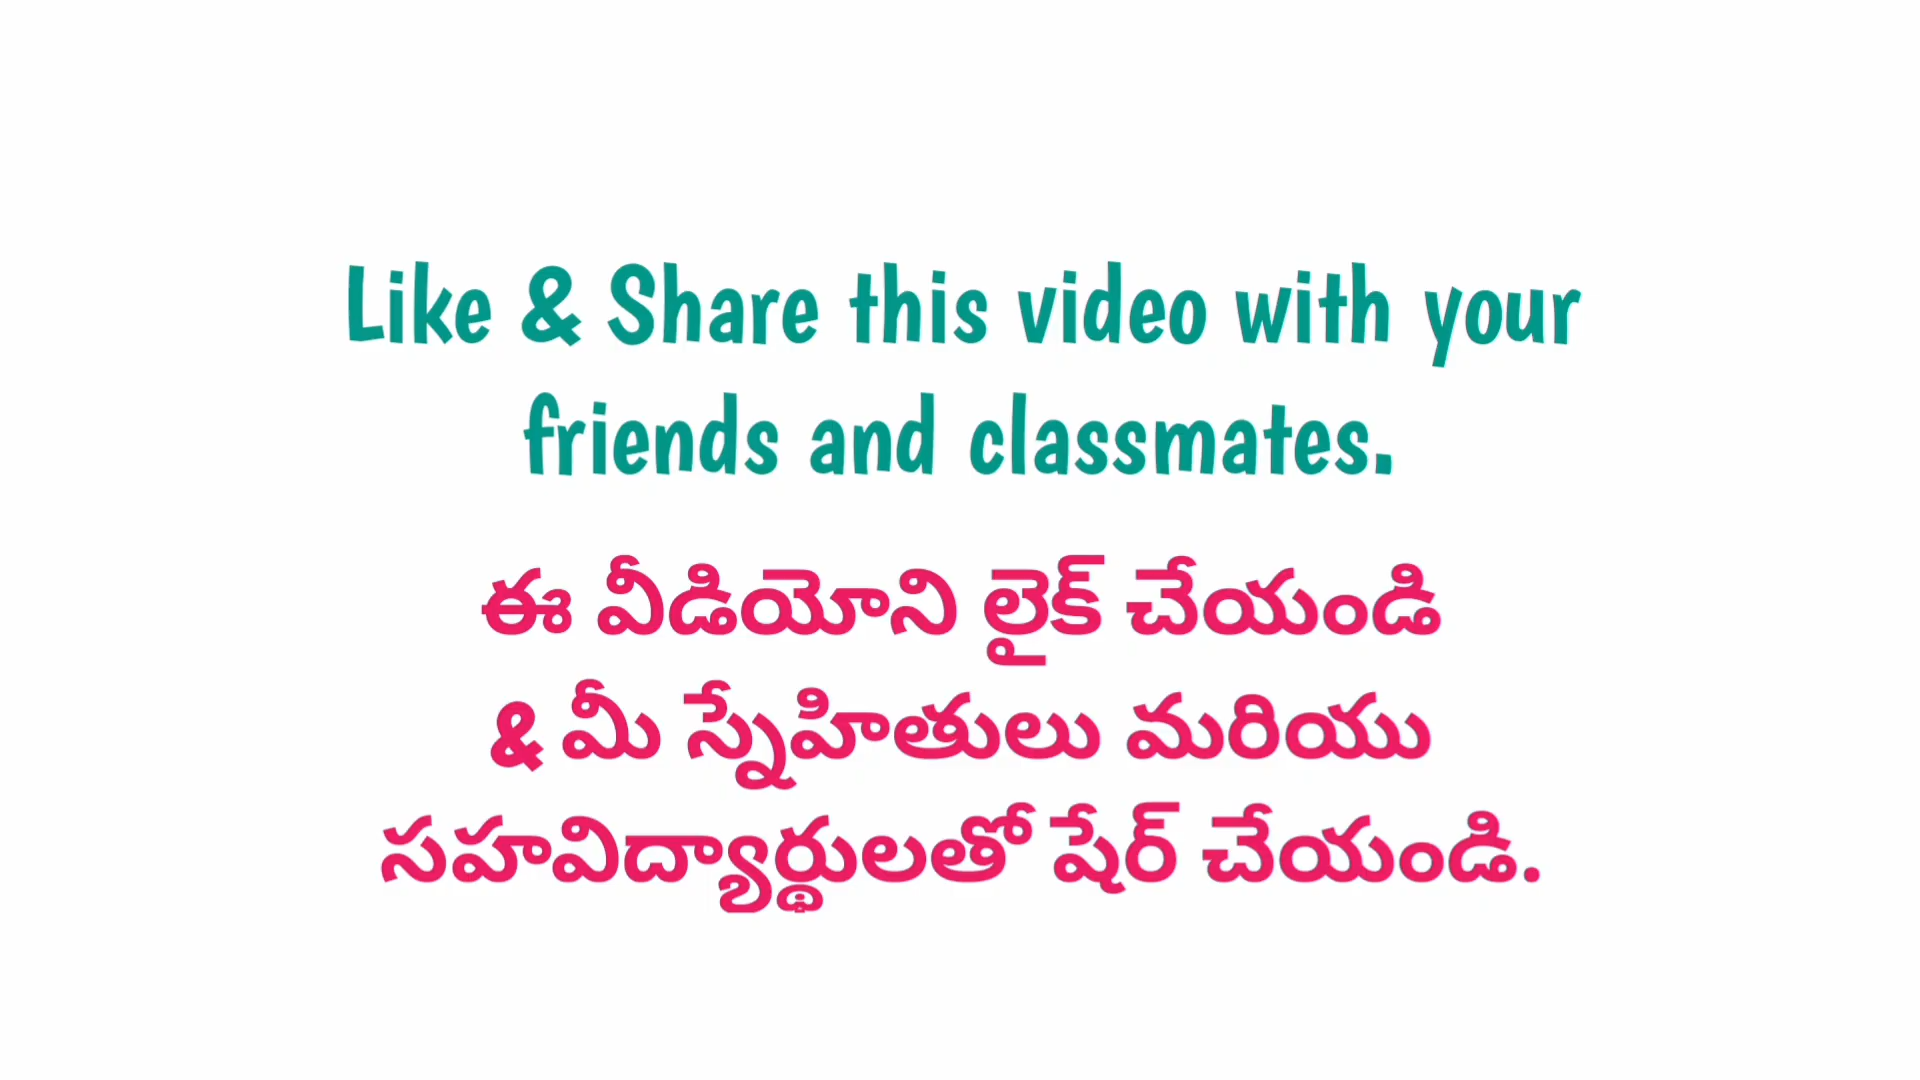 Like & Share this video with your
friends and classmates.
ఈ వీడియోని లైక్ చేయండి
& మీ స్నేహితులు మరియు
సహవిద్యార్థులతో షేర్ చేయండి.